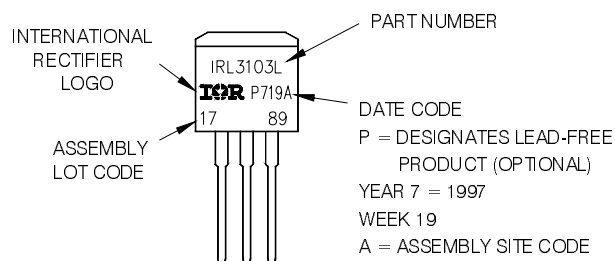 PART NUMBER
INTERNATIONAL
RECTIFIER
LOGO
IRL3103L
IOR P719A
17 89
ASSEMBLY
LOT CODE
DATE CODE
P = DESIGNATES LEAD-FREE
PRODUCT (OPTIONAL)
YEAR 7 = 1997
WEEK 19
A = ASSEMBLY SITE CODE